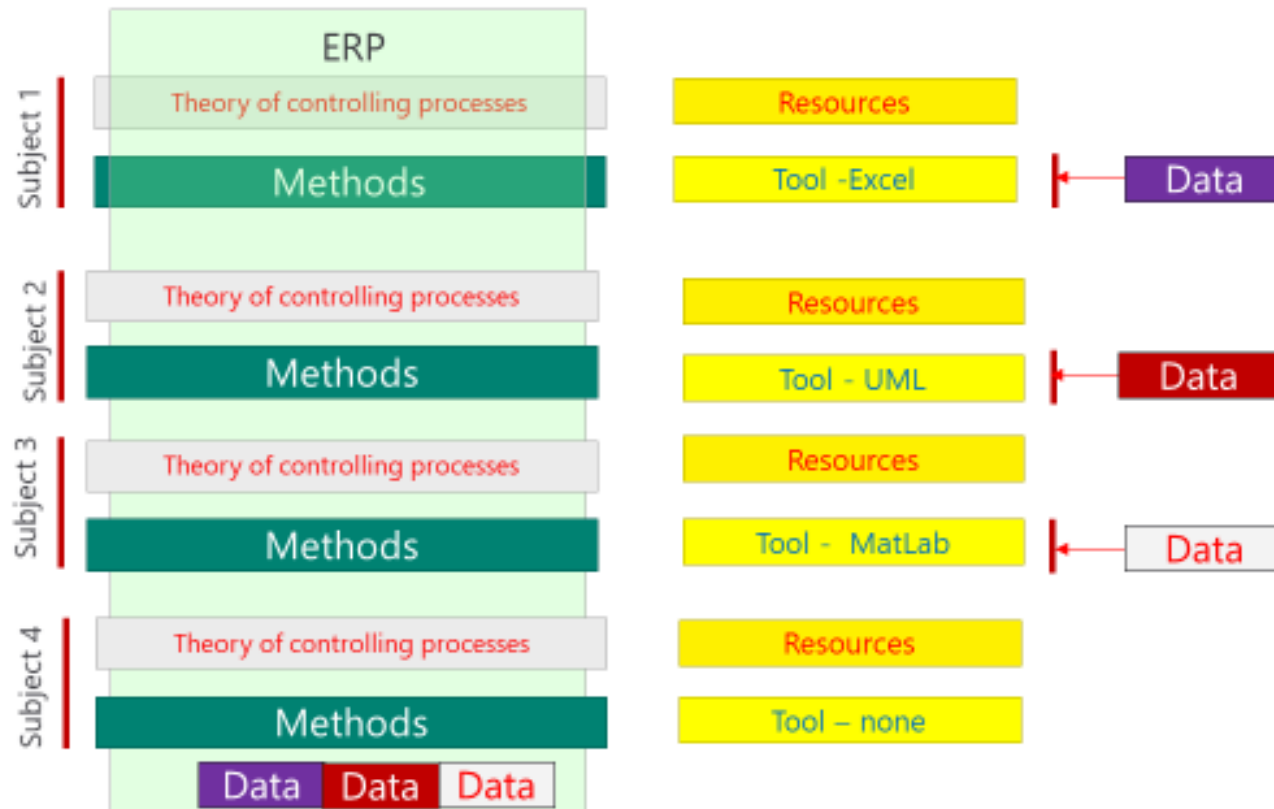 ERP
Subject 1
Theory of controlling processes
Resources
Methods
Tool -Excel
Data
Subject 2
Theory of controlling processes
Resources
Methods
Tool - UML
Data
Subject 3
Theory of controlling processes
Resources
Methods
Tool - MatLab
Data
Subject 4
Theory of controlling processes
Resources
Methods
Tool – none
Data Data Data